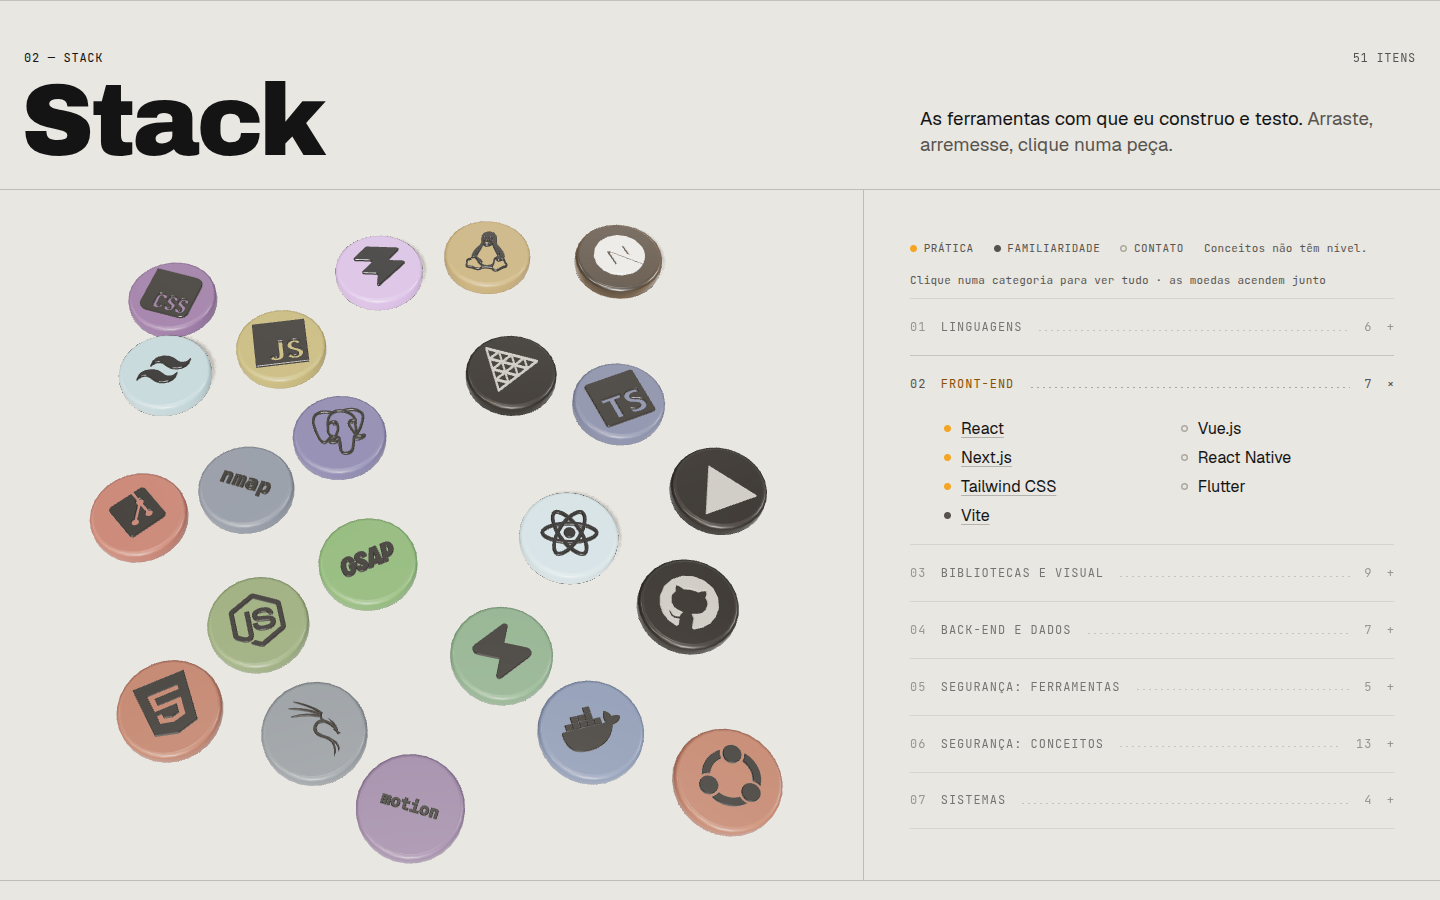 02 — STACK
51 ITENS
Stack
As ferramentas com que eu construo e testo. Arraste,
arremesse, clique numa peça.
CSS
JS
TS
nmap
GSAP
JS
5
motion
N
PRÁTICA FAMILIARIDADE CONTATO Conceitos não têm nível.
Clique numa categoria para ver tudo · as moedas acendem junto
01 LINGUAGENS 6 +
02 FRONT-END 7 ×
React
Next.js
Tailwind CSS
Vite
Vue.js
React Native
Flutter
03 BIBLIOTECAS E VISUAL 9 +
04 BACK-END E DADOS 7 +
05 SEGURANÇA: FERRAMENTAS 5 +
06 SEGURANÇA: CONCEITOS 13 +
07 SISTEMAS 4 +